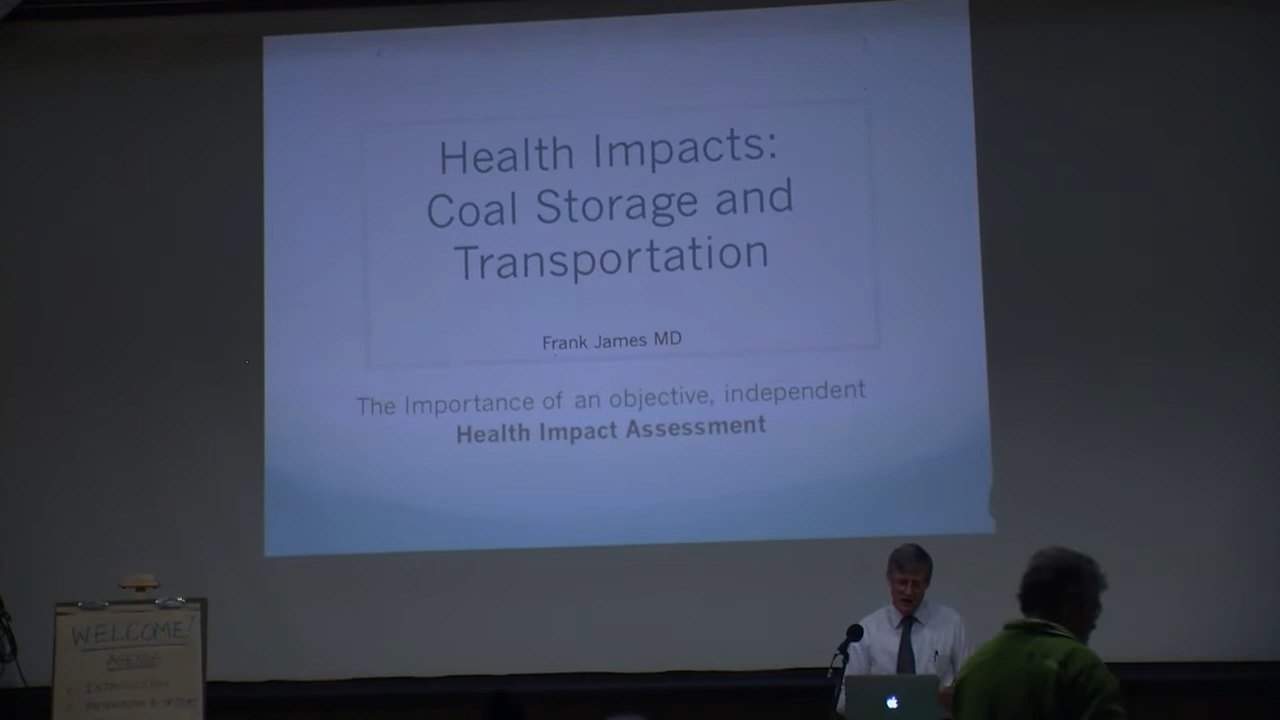 Health Impacts:
Coal Storage and
Transportation
Frank James MD
The Importance of an objective, independent
Health Impact Assessment
WELCOME!
AGENDA